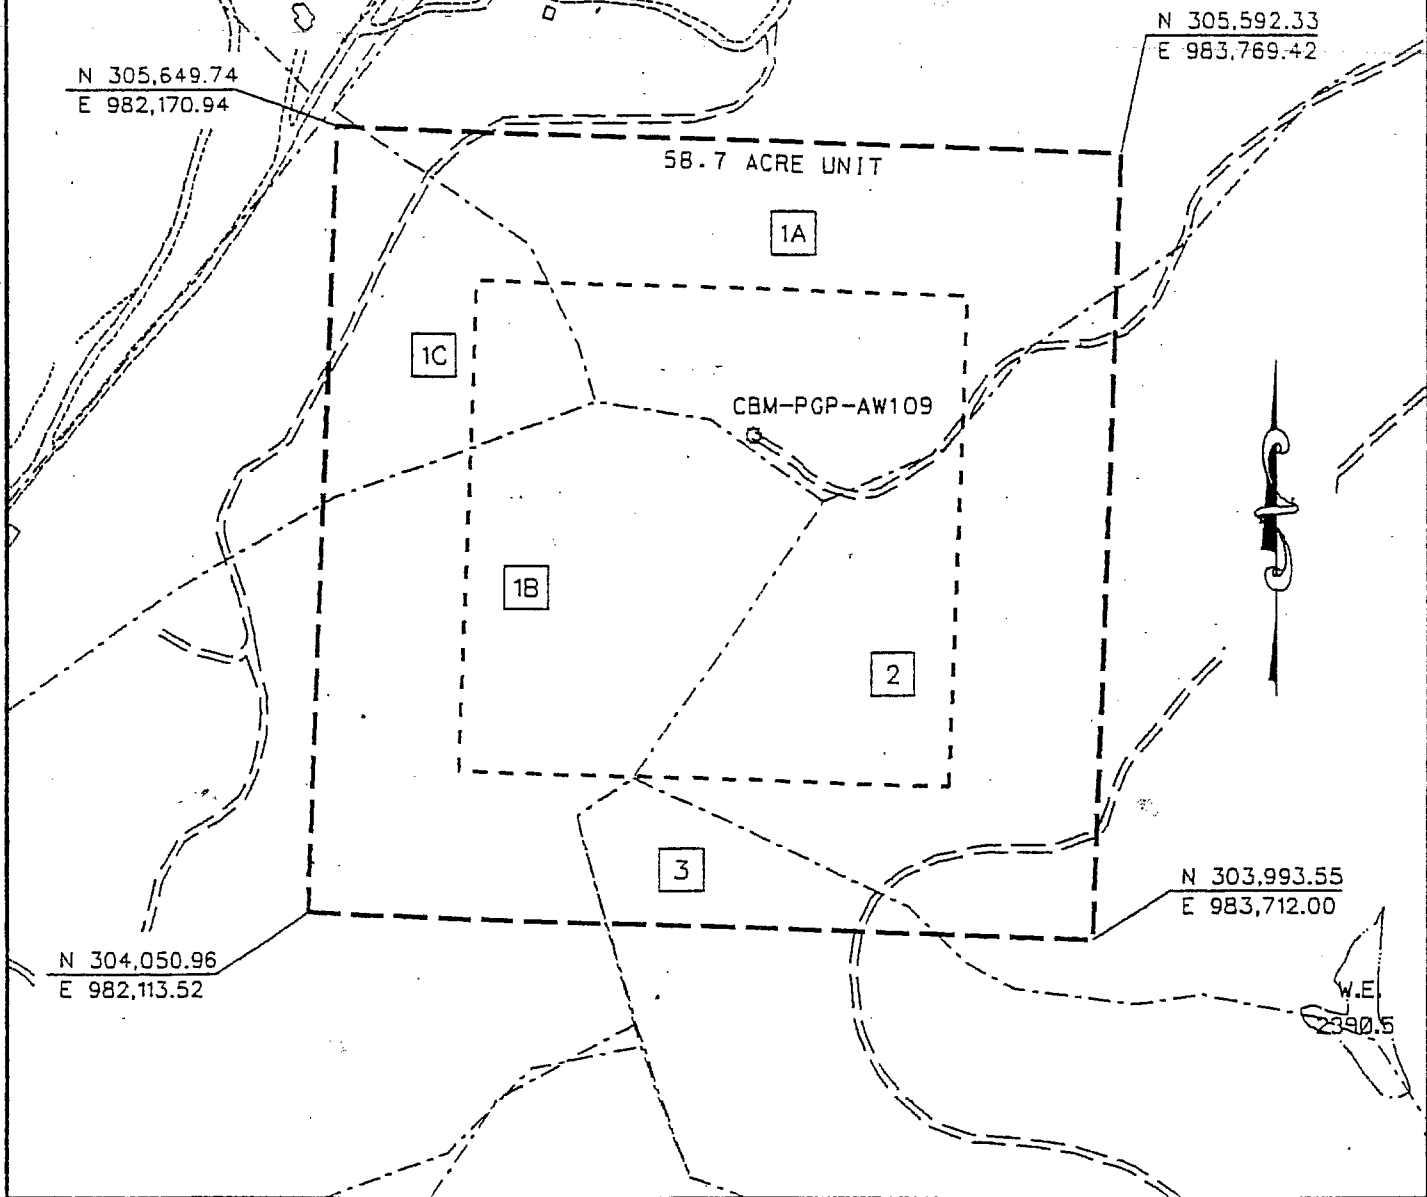 N 305,592.33
E 983,769.42
N 305,649.74
E 982,170.94
58.7 ACRE UNIT
1A
1C
CBM-PGP-AW109
1B
2
3
N 303,993.55
E 983,712.00
N 304,050.96
E 982,113.52
W.E.
2390.5